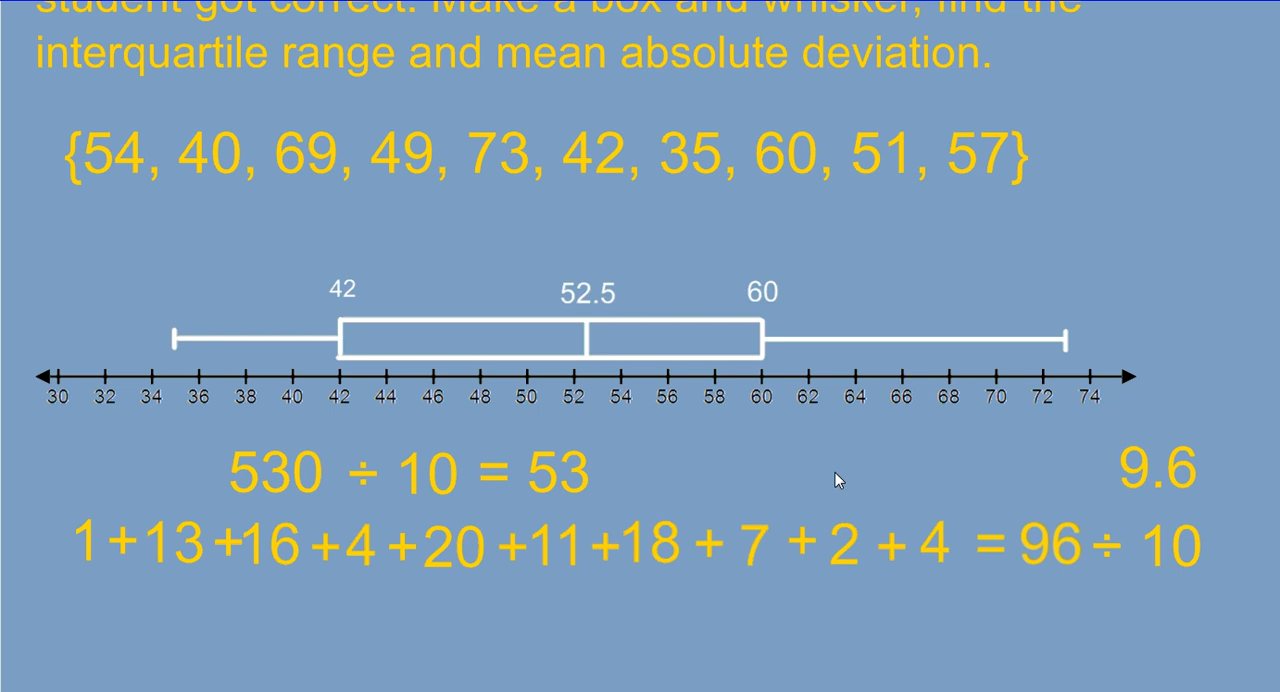 student got correct. Make a box and whisker, find the
interquartile range and mean absolute deviation.
{54, 40, 69, 49, 73, 42, 35, 60, 51, 57}
42 52.5 60
30 32 34 36 38 40 42 44 46 48 50 52 54 56 58 60 62 64 66 68 70 72 74
530 ÷ 10 = 53 9.6
1+13+16+4+20+11+18+7+2+4 = 96 ÷ 10